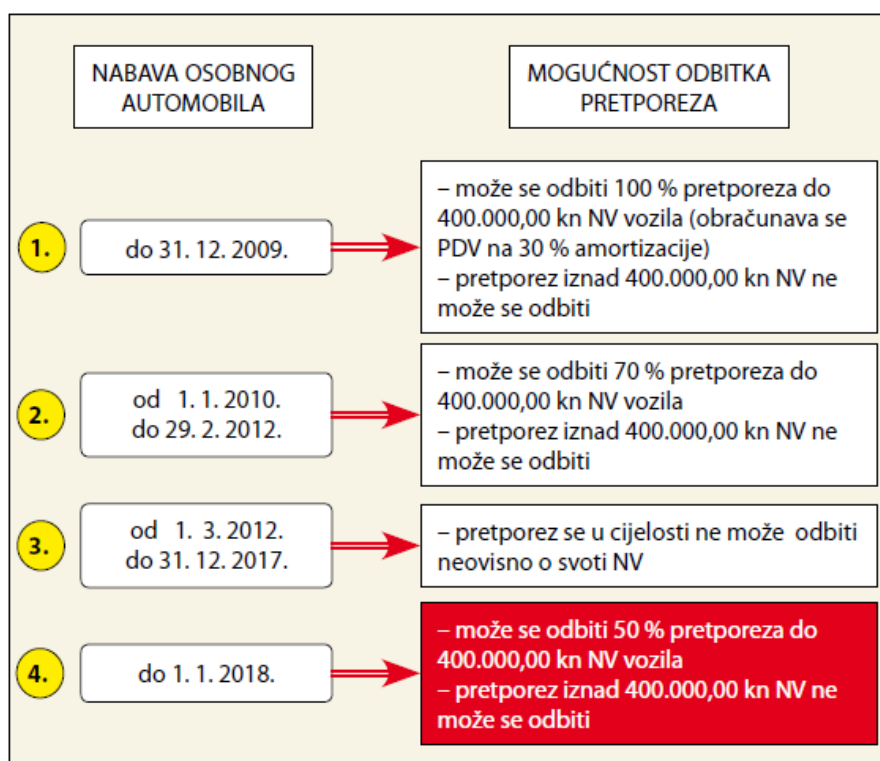 NABAVA OSOBNOG
AUTOMOBILA
MOGUĆNOST ODBITKA
PRETPOREZA
1.
do 31. 12. 2009.
– može se odbiti 100 % pretporeza do
400.000,00 kn NV vozila (obračunava se
PDV na 30 % amortizacije)
– pretporez iznad 400.000,00 kn NV ne
može se odbiti
2.
od 1. 1. 2010.
do 29. 2. 2012.
– može se odbiti 70 % pretporeza do
400.000,00 kn NV vozila
– pretporez iznad 400.000,00 kn NV ne
može se odbiti
3.
od 1. 3. 2012.
do 31. 12. 2017.
– pretporez se u cijelosti ne može odbiti
neovisno o svoti NV
4.
do 1. 1. 2018.
– može se odbiti 50 % pretporeza do
400.000,00 kn NV vozila
– pretporez iznad 400.000,00 kn NV ne
može se odbiti